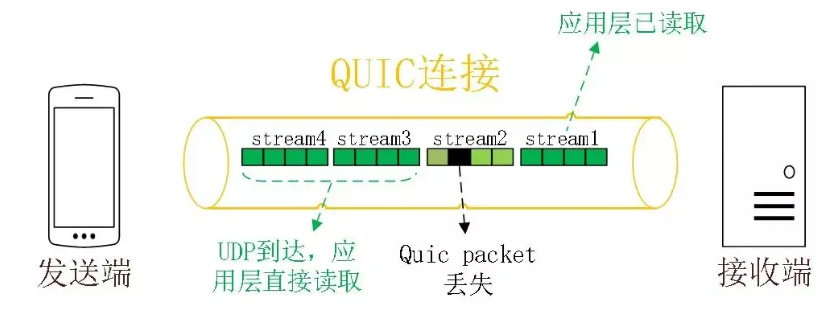 应用层已读取
QUIC连接
stream4 stream3 stream2 stream1
UDP到达，应
用层直接读取
Quic packet
丢失
发送端
接收端